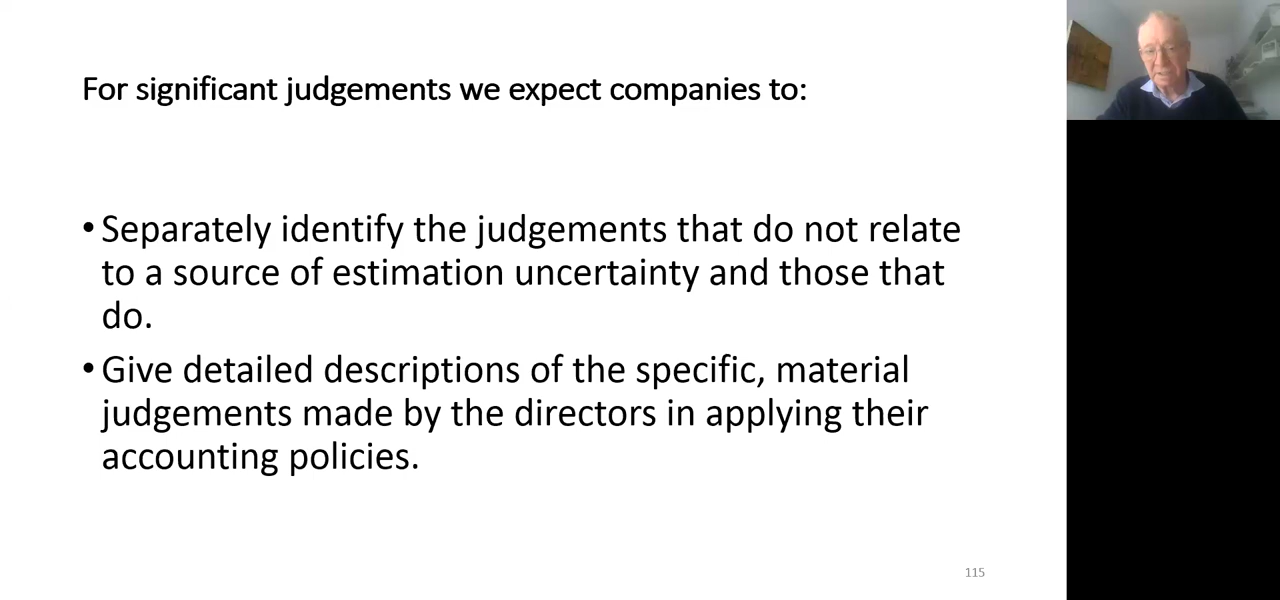 For significant judgements we expect companies to:
• Separately identify the judgements that do not relate
to a source of estimation uncertainty and those that
do.
• Give detailed descriptions of the specific, material
judgements made by the directors in applying their
accounting policies.
115